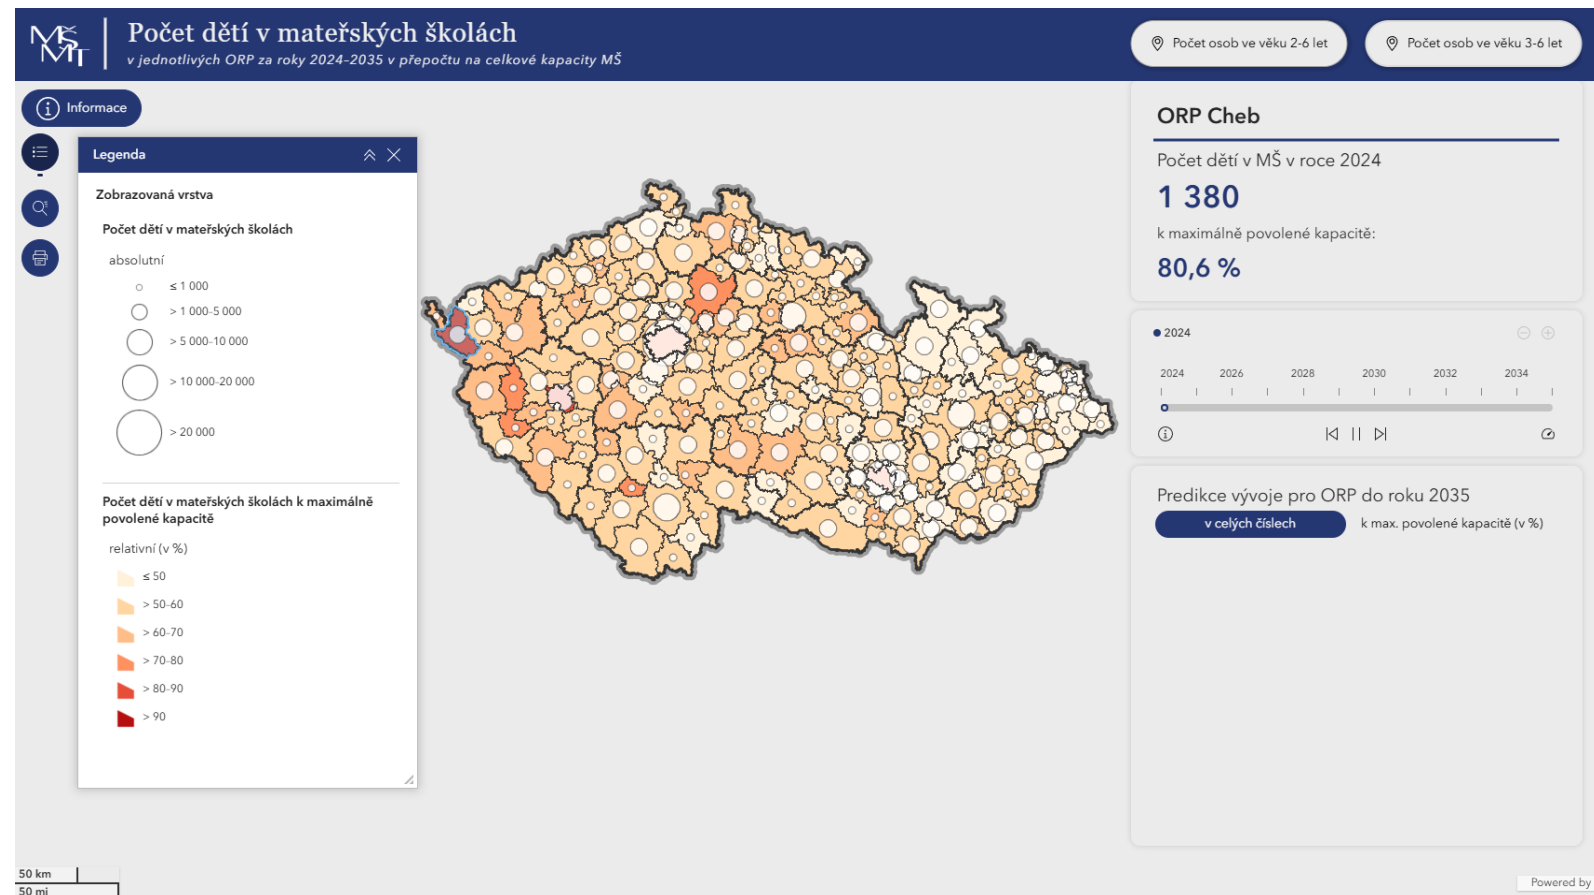 MŠMT
Počet dětí v mateřských školách
v jednotlivých ORP za roky 2024-2035 v přepočtu na celkové kapacity MŠ
Počet osob ve věku 2-6 let
Počet osob ve věku 3-6 let
Informace
Legenda
Zobrazovaná vrstva
Počet dětí v mateřských školách
absolutní
≤ 1 000
> 1 000-5 000
> 5 000-10 000
> 10 000-20 000
> 20 000
Počet dětí v mateřských školách k maximálně
povolené kapacitě
relativní (v %)
≤ 50
> 50-60
> 60-70
> 70-80
> 80-90
> 90
50 km
50 mi
ORP Cheb
Počet dětí v MŠ v roce 2024
1 380
k maximálně povolené kapacitě:
80,6 %
2024
2024 2026 2028 2030 2032 2034
Predikce vývoje pro ORP do roku 2035
v celých číslech
k max. povolené kapacitě (v %)
Powered by